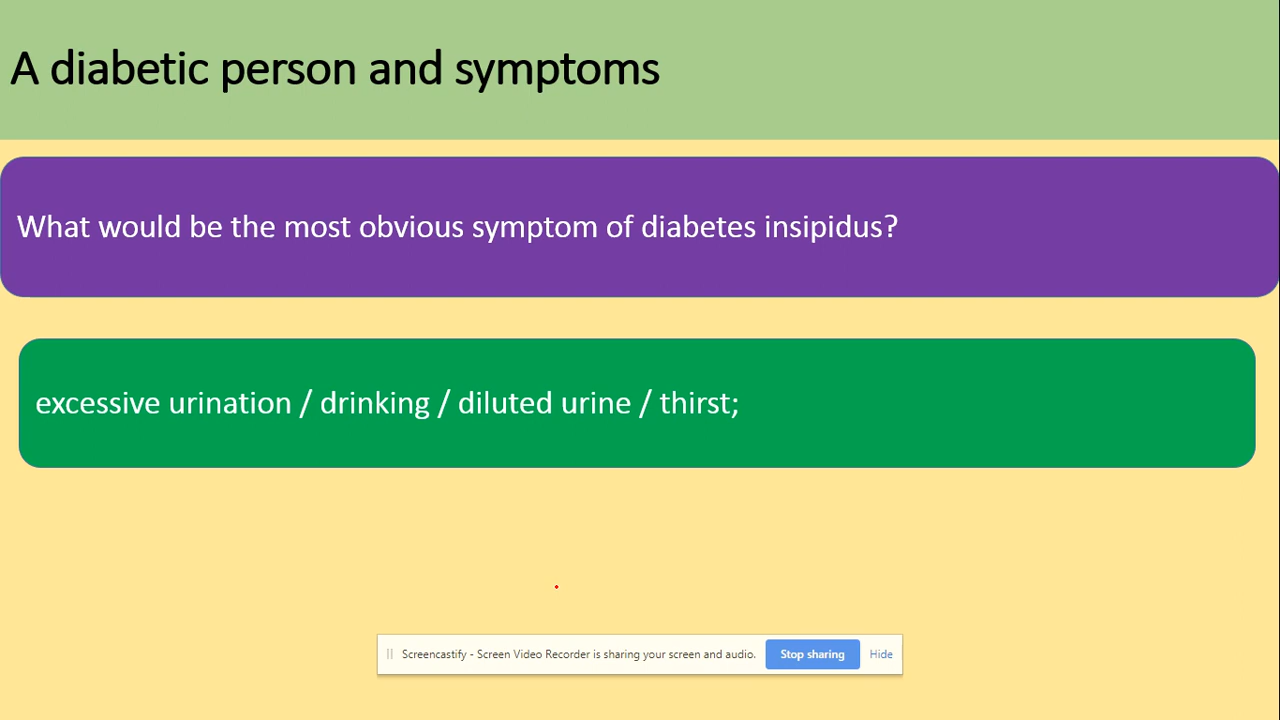 A diabetic person and symptoms
What would be the most obvious symptom of diabetes insipidus?
excessive urination / drinking / diluted urine / thirst;
Screencastify - Screen Video Recorder is sharing your screen and audio. Stop sharing Hide